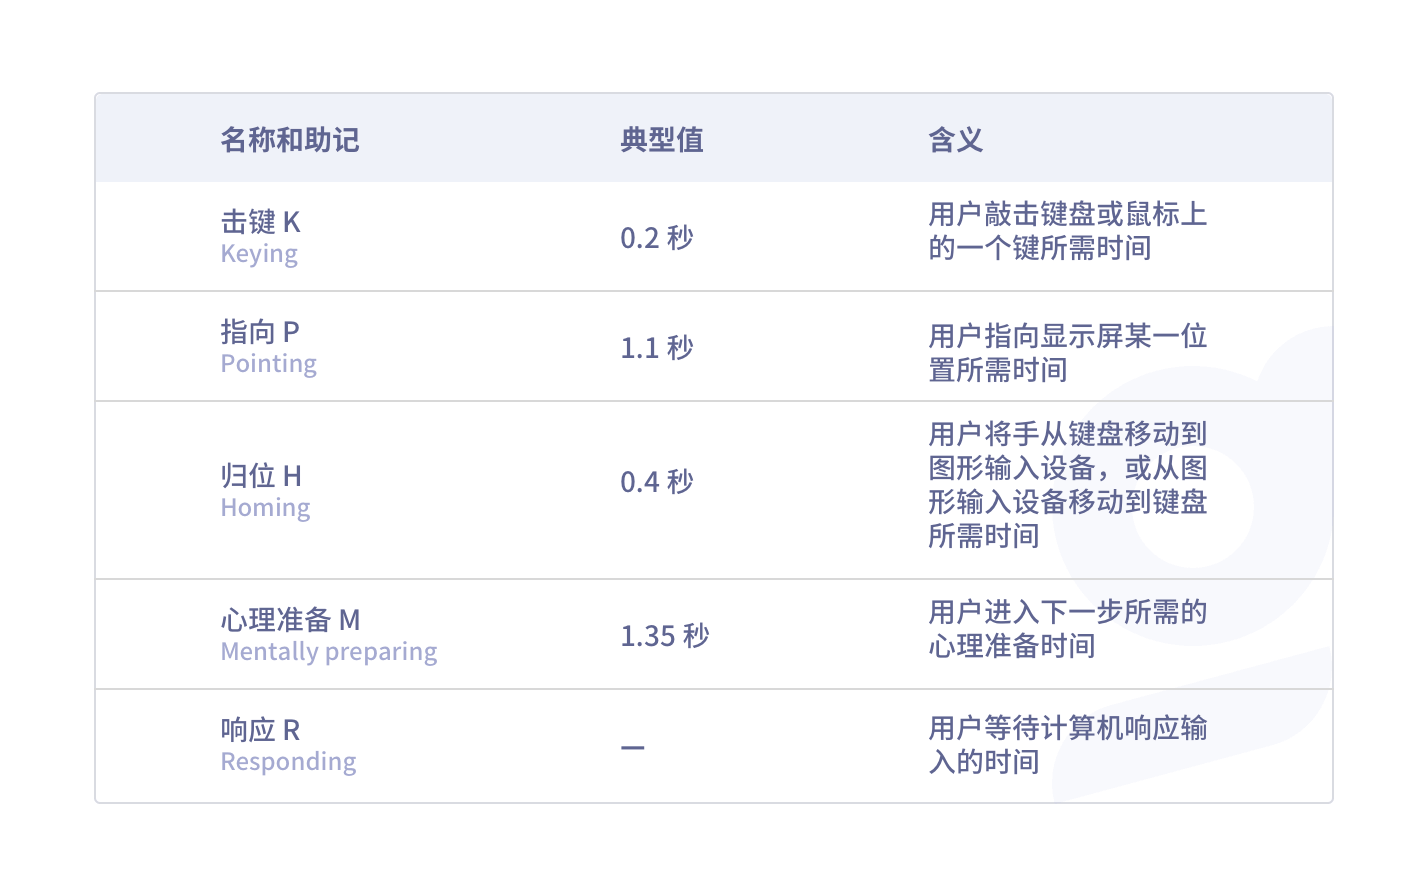 名称和助记
典型值
含义
击键 K
Keying
0.2 秒
用户敲击键盘或鼠标上
的一个键所需时间
指向 P
Pointing
1.1 秒
用户指向显示屏某一位
置所需时间
归位 H
Homing
0.4 秒
用户将手从键盘移动到
图形输入设备，或从图
形输入设备移动到键盘
所需时间
心理准备 M
Mentally preparing
1.35 秒
用户进入下一步所需的
心理准备时间
响应 R
Responding
—
用户等待计算机响应输
入的时间